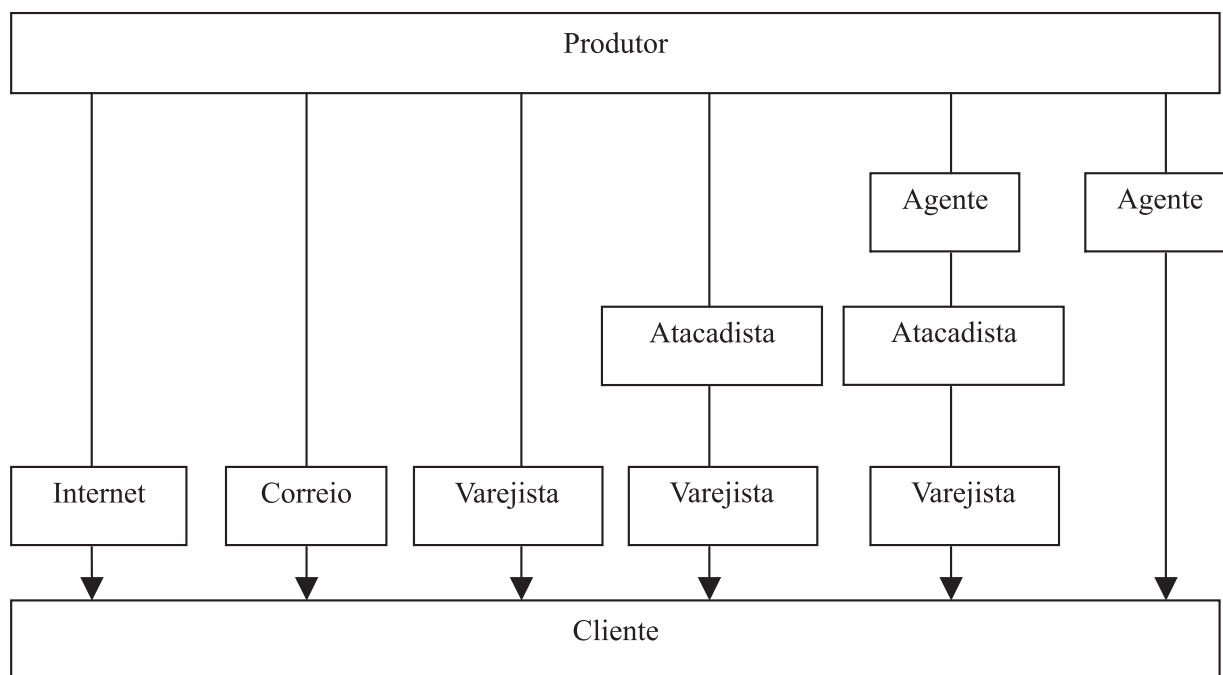 Produtor
Agente
Agente
Atacadista
Atacadista
Internet
Correio
Varejista
Varejista
Varejista
Cliente